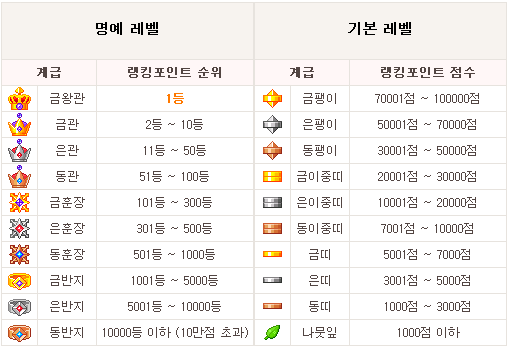 명예 레벨 기본 레벨
계급 랭킹포인트 순위 계급 랭킹포인트 점수
금왕관 1등 금팽이 70001점 ~ 100000점
금관 2등 ~ 10등 은팽이 50001점 ~ 70000점
은관 11등 ~ 50등 동팽이 30001점 ~ 50000점
동관 51등 ~ 100등 금이중띠 20001점 ~ 30000점
금훈장 101등 ~ 300등 은이중띠 10001점 ~ 20000점
은훈장 301등 ~ 500등 동이중띠 7001점 ~ 10000점
동훈장 501등 ~ 1000등 금띠 5001점 ~ 7000점
금반지 1001등 ~ 5000등 은띠 3001점 ~ 5000점
은반지 5001등 ~ 10000등 동띠 1000점 ~ 3000점
동반지 10000등 이하 (10만점 초과) 나뭇잎 1000점 이하